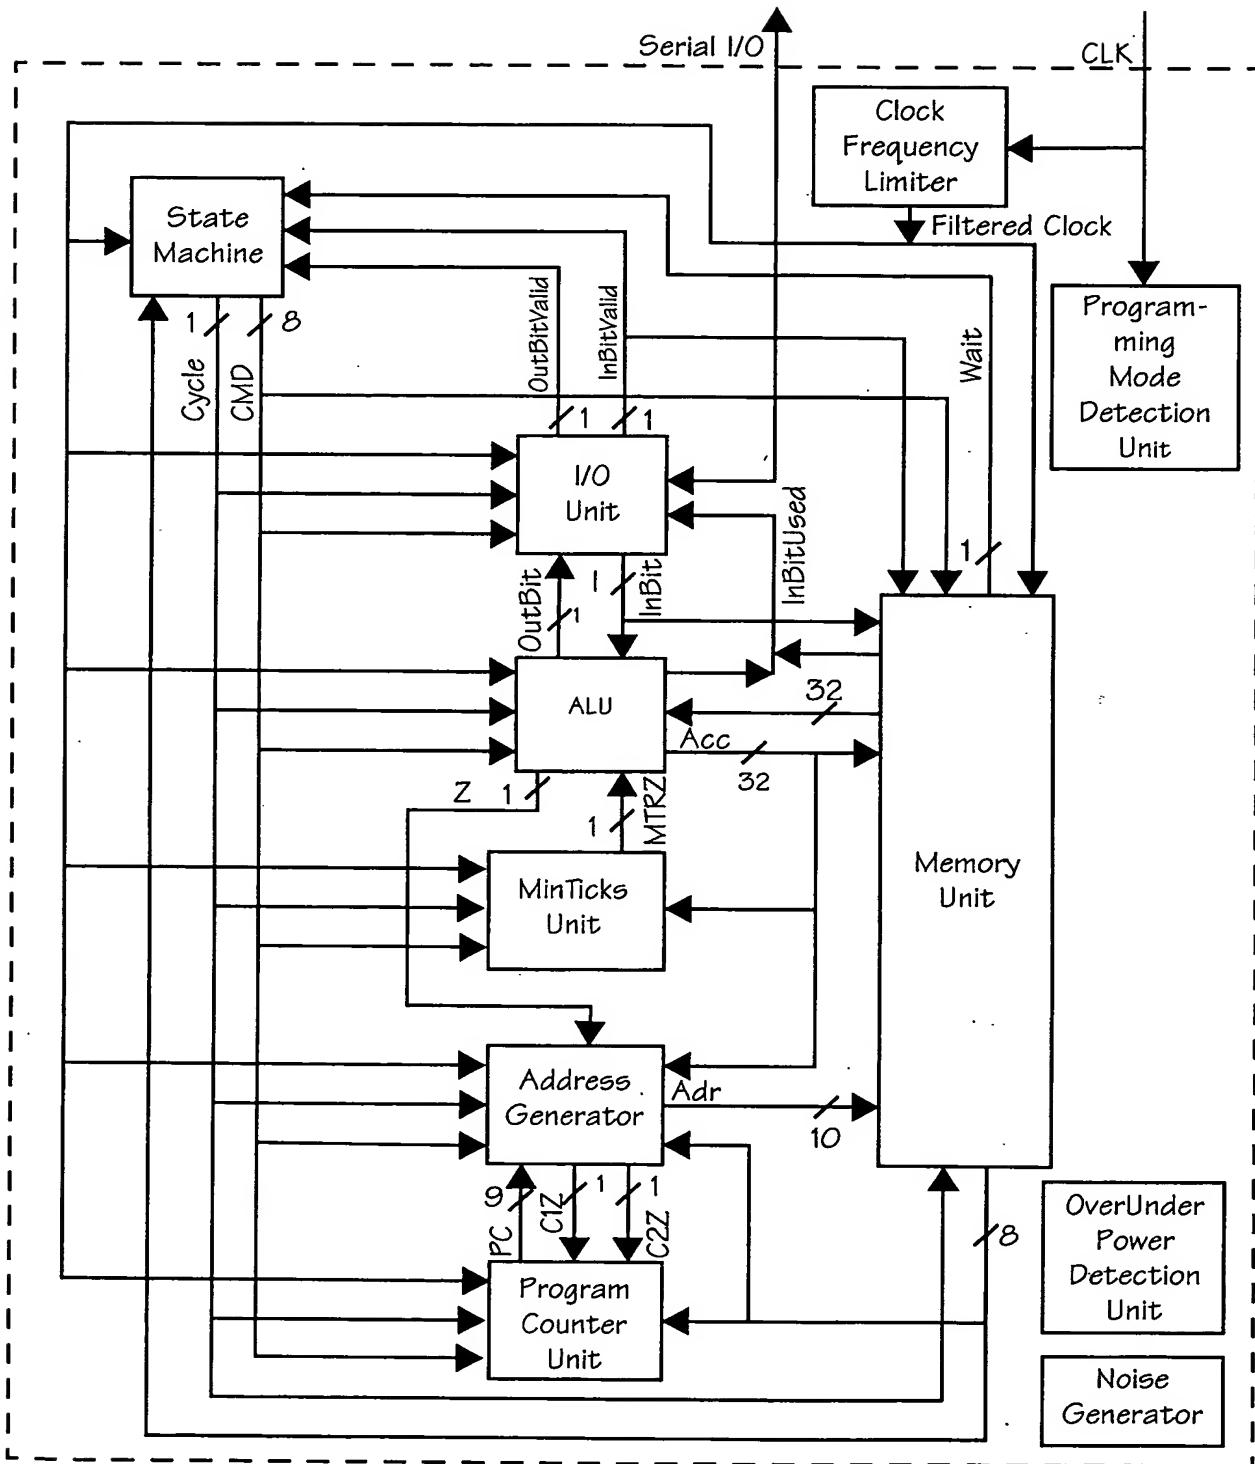 Serial I/O
CLK
Clock
Frequency
Limiter
State
Machine
Filtered Clock
Program-
ming
Mode
Detection
Unit
1
8
Cycle
CMD
OutBitValid
InBitValid
Wait
1
1
I/O
Unit
InBitUsed
1
OutBit
1
1
InBit
ALU
32
Acc
32
Z
1
1
MTRZ
Memory
Unit
MinTicks
Unit
Address
Generator
Adr
10
9
PC
C1Z
1
1
C2Z
8
OverUnder
Power
Detection
Unit
Program
Counter
Unit
Noise
Generator